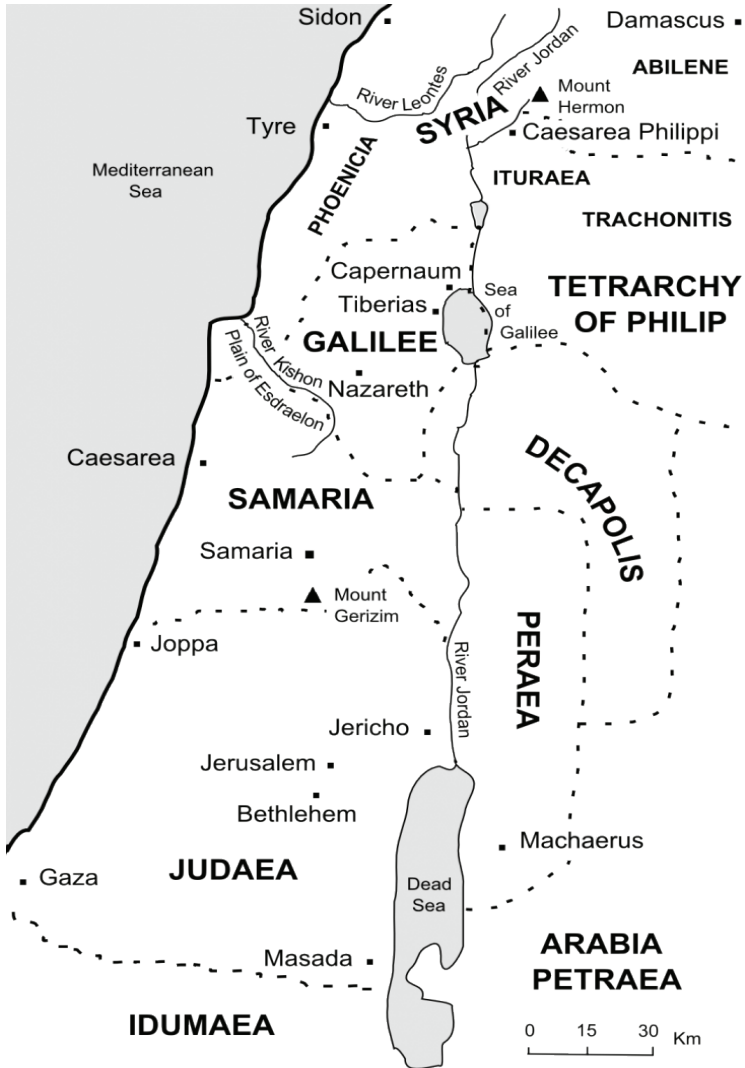 Sidon
Damascus
River Jordan
ABILENE
River Leontes
Mount
Hermon
SYRIA
Tyre
Caesarea Philippi
Mediterranean
Sea
PHOENICIA
ITURAEA
TRACHONITIS
Capernaum
Sea
of
Galilee
TETRARCHY
OF PHILIP
Tiberias
GALILEE
River Kishon
Plain of Esdraelon
Nazareth
Caesarea
DECAPOLIS
SAMARIA
Samaria
Mount
Gerizim
Joppa
PERAEA
River Jordan
Jericho
Jerusalem
Bethlehem
Machaerus
JUDAEA
Gaza
Dead
Sea
Masada
ARABIA
PETRAEA
IDUMAEA
0 15 30 Km